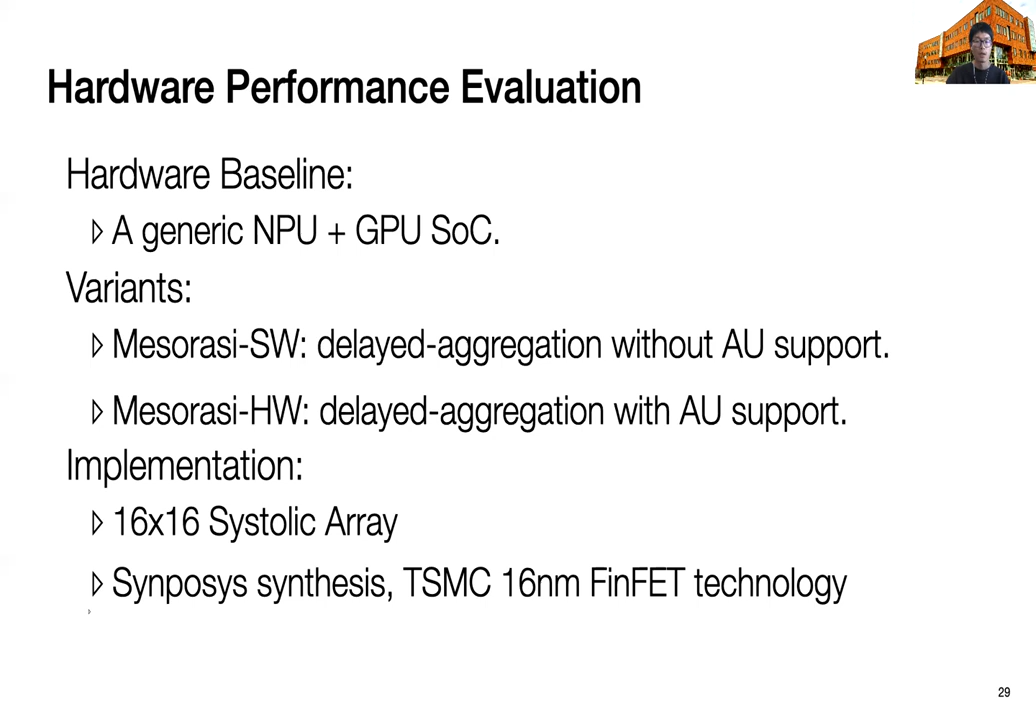 Hardware Performance Evaluation
Hardware Baseline:
A generic NPU + GPU SoC.
Variants:
Mesorasi-SW: delayed-aggregation without AU support.
Mesorasi-HW: delayed-aggregation with AU support.
Implementation:
16x16 Systolic Array
Synposys synthesis, TSMC 16nm FinFET technology
29